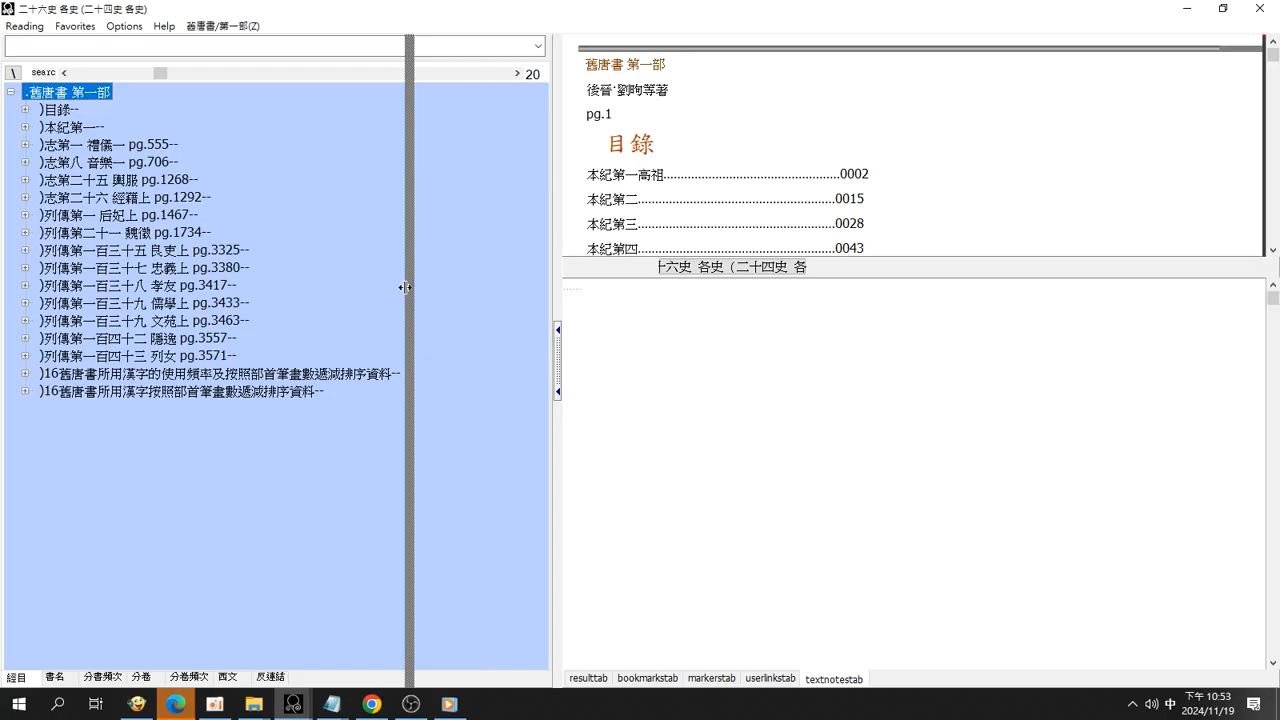 二十六史 各史 (二十四史 各史)
Reading Favorites Options Help 舊唐書/第一部(Z)
\ searc < > 20
.舊唐書 第一部
)目錄--
)本紀第一--
)志第一 禮儀一 pg.555--
)志第八 音樂一 pg.706--
)志第二十五 輿服 pg.1268--
)志第二十六 經籍上 pg.1292--
)列傳第一 后妃上 pg.1467--
)列傳第二十一 魏徵 pg.1734--
)列傳第一百三十五 良吏上 pg.3325--
)列傳第一百三十七 忠義上 pg.3380--
)列傳第一百三十八 孝友 pg.3417--
)列傳第一百三十九 儒學上 pg.3433--
)列傳第一百三十九 文苑上 pg.3463--
)列傳第一百四十二 隱逸 pg.3557--
)列傳第一百四十三 列女 pg.3571--
)16舊唐書所用漢字的使用頻率及按照部首筆畫數遞減排序資料--
)16舊唐書所用漢字按照部首筆畫數遞減排序資料--
經目 書名 分書頻次 分卷 分卷頻次 西文 反連結
舊唐書 第一部
後晉·劉昫等著
pg.1
目錄
本紀第一高祖...................................................0002
本紀第二.........................................................0015
本紀第三.........................................................0028
本紀第四.........................................................0043
十六史 各史 (二十四史 各
......
resulttab bookmarkstab markerstab userlinkstab textnotestab
中
下午 10:53
2024/11/19